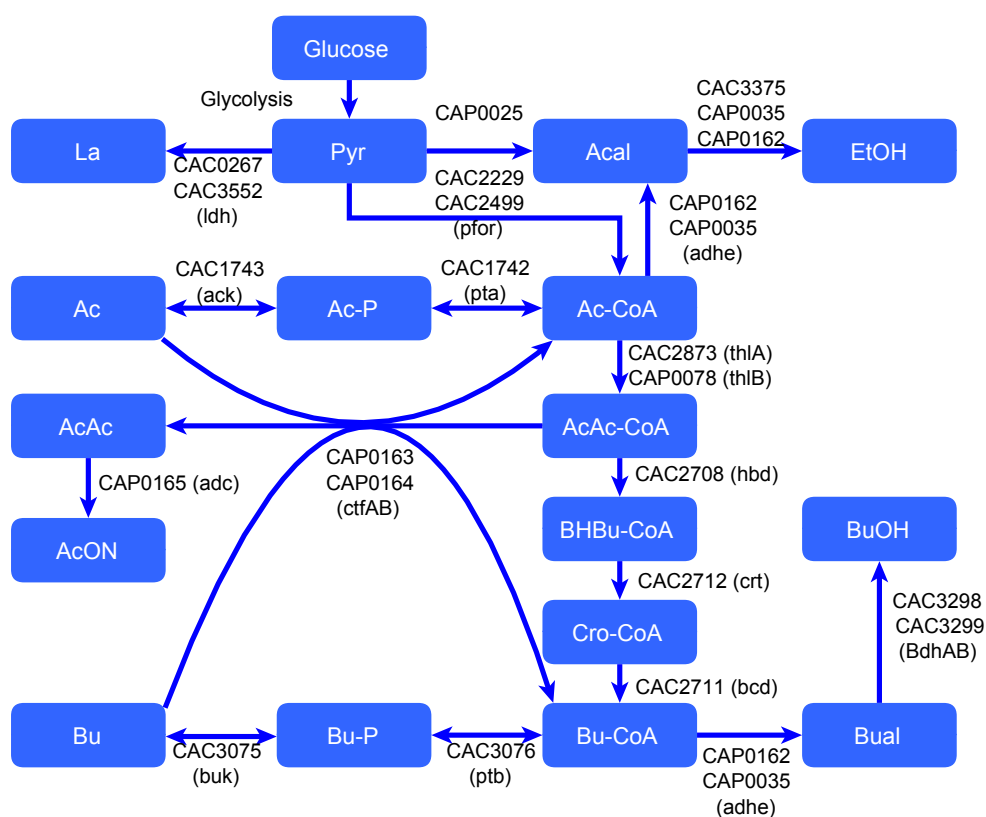 Glucose
Glycolysis
CAP0025
CAC3375
CAP0035
CAP0162
La
Pyr
Acal
EtOH
CAC0267
CAC3552
(ldh)
CAC2229
CAC2499
(pfor)
CAP0162
CAP0035
(adhe)
CAC1743
(ack)
CAC1742
(pta)
Ac
Ac-P
Ac-CoA
CAC2873 (thlA)
CAP0078 (thlB)
AcAc
AcAc-CoA
CAP0165 (adc)
CAP0163
CAP0164
(ctfAB)
CAC2708 (hbd)
AcON
BHBu-CoA
BuOH
CAC2712 (crt)
CAC3298
CAC3299
(BdhAB)
Cro-CoA
CAC2711 (bcd)
Bu
Bu-P
Bu-CoA
Bual
CAC3075
(buk)
CAC3076
(ptb)
CAP0162
CAP0035
(adhe)